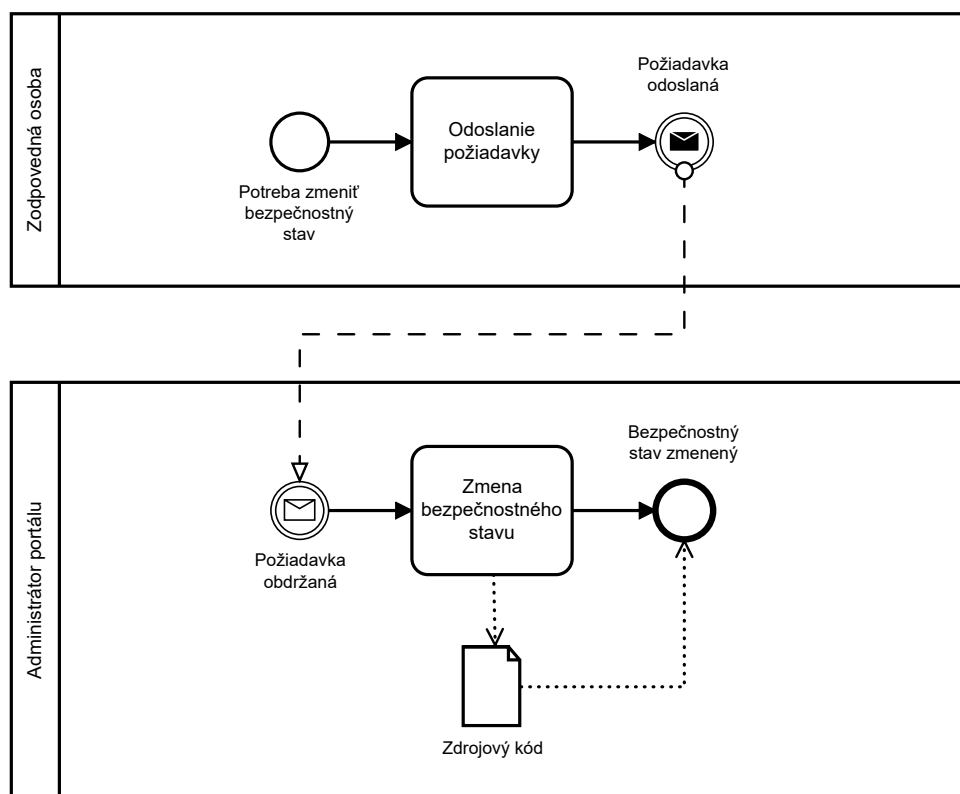 Zodpovedná osoba
Požiadavka
odoslaná
Odoslanie
požiadavky
Potreba zmeniť
bezpečnostný
stav
Administrátor portálu
Bezpečnostný
stav zmenený
Zmena
bezpečnostného
stavu
Požiadavka
obdržaná
Zdrojový kód